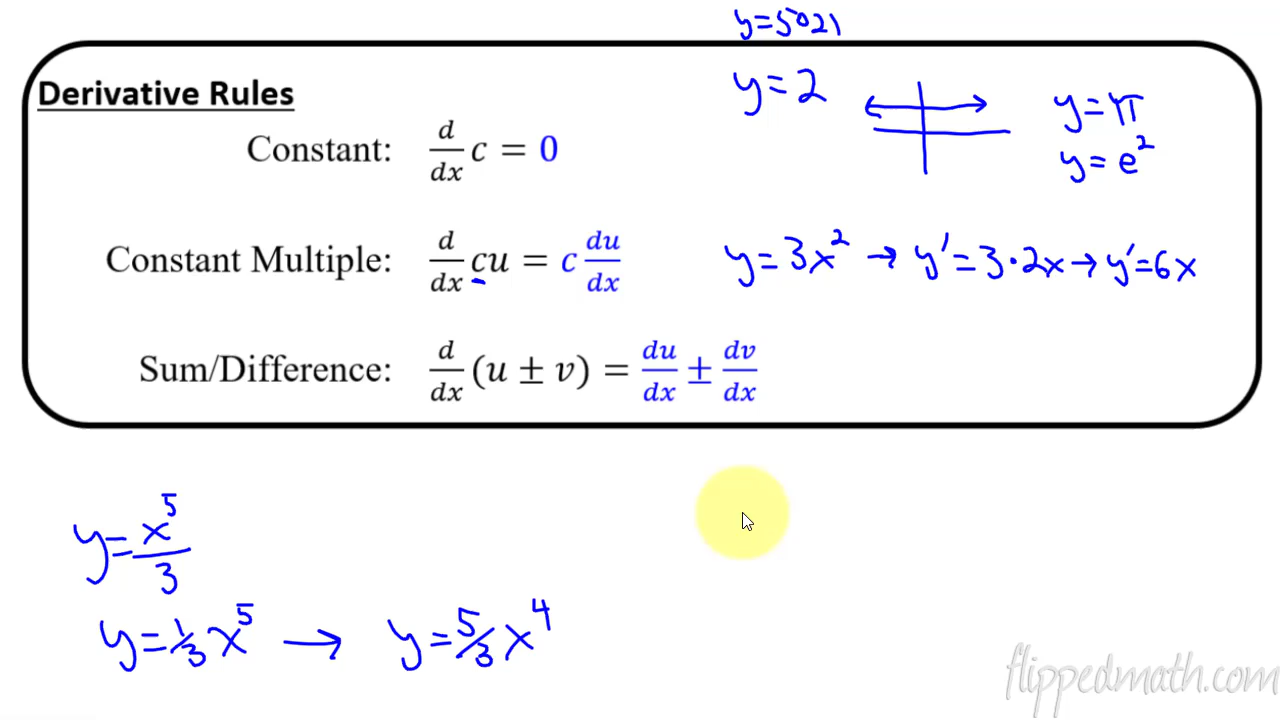 y=5021
Derivative Rules
y=2
y=π
y=e²
Constant: d/dx c = 0
Constant Multiple: d/dx cu = c du/dx
y=3x² → y'=3·2x → y'=6x
Sum/Difference: d/dx (u ± v) = du/dx ± dv/dx
y=x⁵/3
y=1/3x⁵ → y=5/3x⁴
flippedmath.com